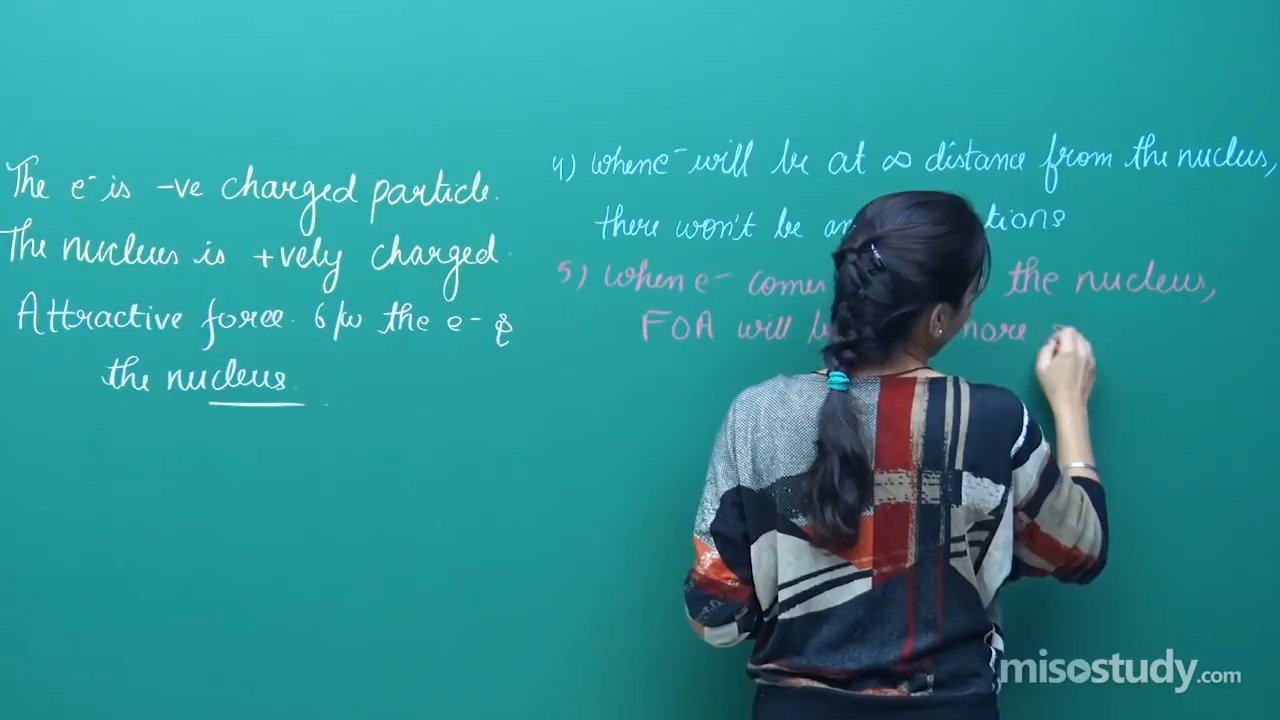 The e- is -ve charged particle.
The nucleus is +vely charged.
Attractive force b/w the e- &
the nucleus.
4) when e- will be at ∞ distance from the nucleus,
there won't be
5) when e- comes the nucleus,
FOA will more
misostudy.com